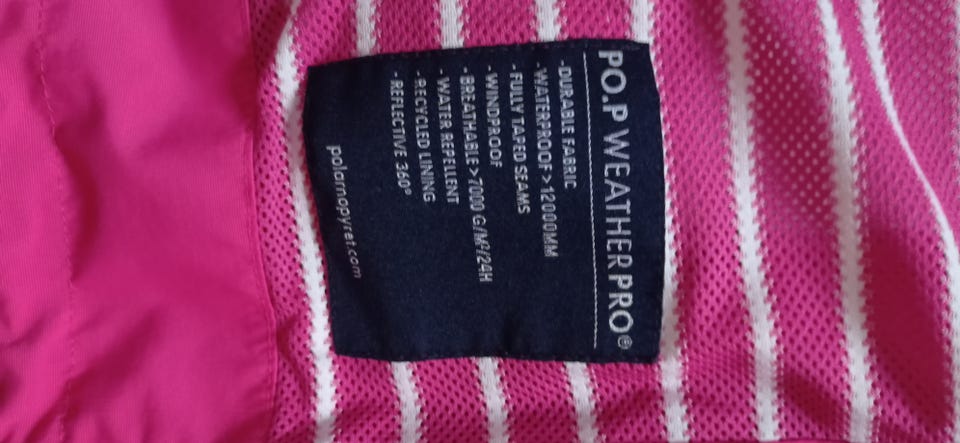 PO.P WEATHER PRO®
- DURABLE FABRIC
- WATERPROOF > 12000MM
- FULLY TAPED SEAMS
- WINDPROOF
- BREATHABLE > 7000 G/M²/24H
- WATER REPELLENT
- RECYCLED LINING
- REFLECTIVE 360°
polarnopyret.com